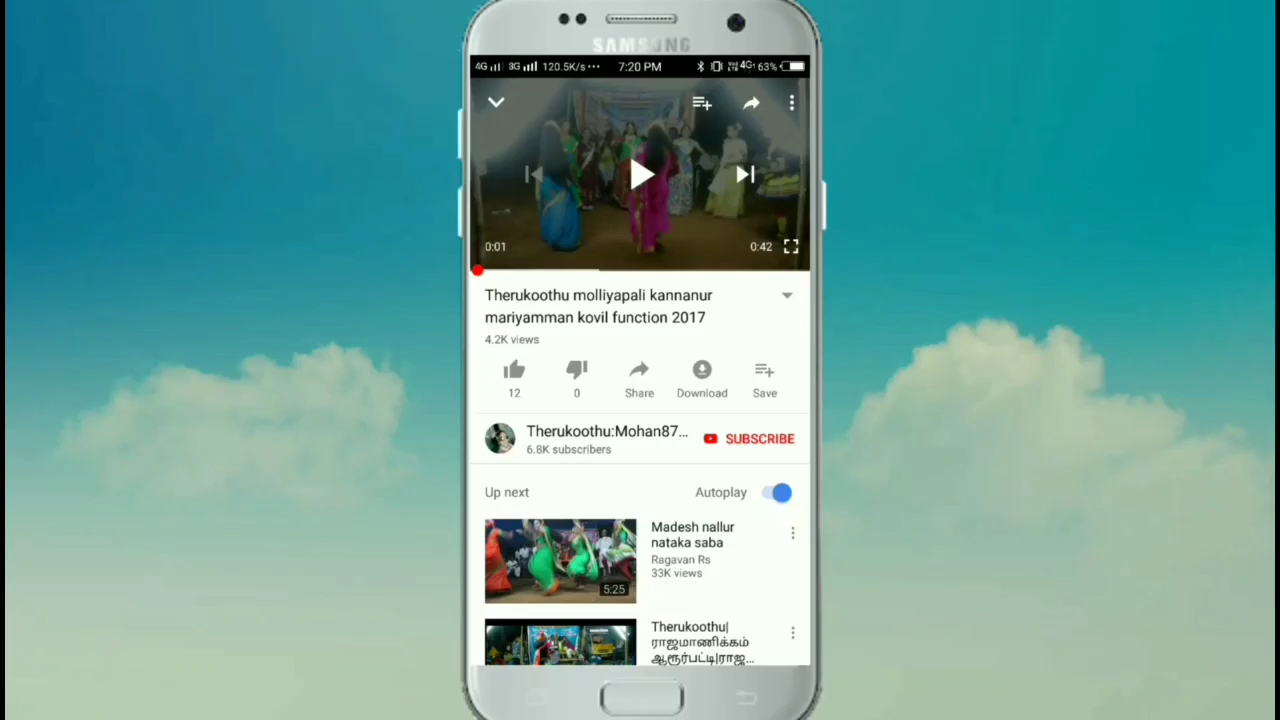 SAMSUNG
4G 3G 120.5K/s··· 7:20 PM 4G 63%
0:01 0:42
Therukoothu molliyapali kannanur
mariyamman kovil function 2017
4.2K views
12 0 Share Download Save
Therukoothu:Mohan87...
6.8K subscribers
SUBSCRIBE
Up next Autoplay
Madesh nallur
nataka saba
Ragavan Rs
33K views
5:25
Therukoothu|
ராஜமாணிக்கம்
ஆரூர்பட்டி|ராஜ...